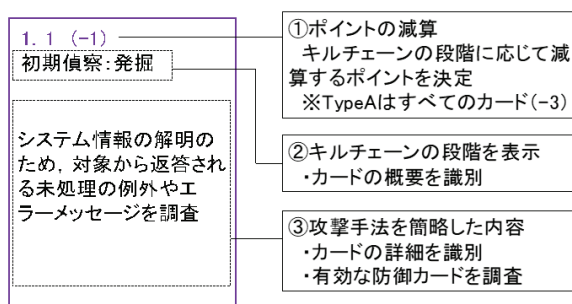 1. 1 (-1)
初期偵察:発掘
システム情報の解明の
ため,対象から返答され
る未処理の例外やエ
ラーメッセージを調査
①ポイントの減算
キルチェーンの段階に応じて減
算するポイントを決定
※TypeAはすべてのカード(-3)
②キルチェーンの段階を表示
・カードの概要を識別
③攻撃手法を簡略した内容
・カードの詳細を識別
・有効な防御カードを調査